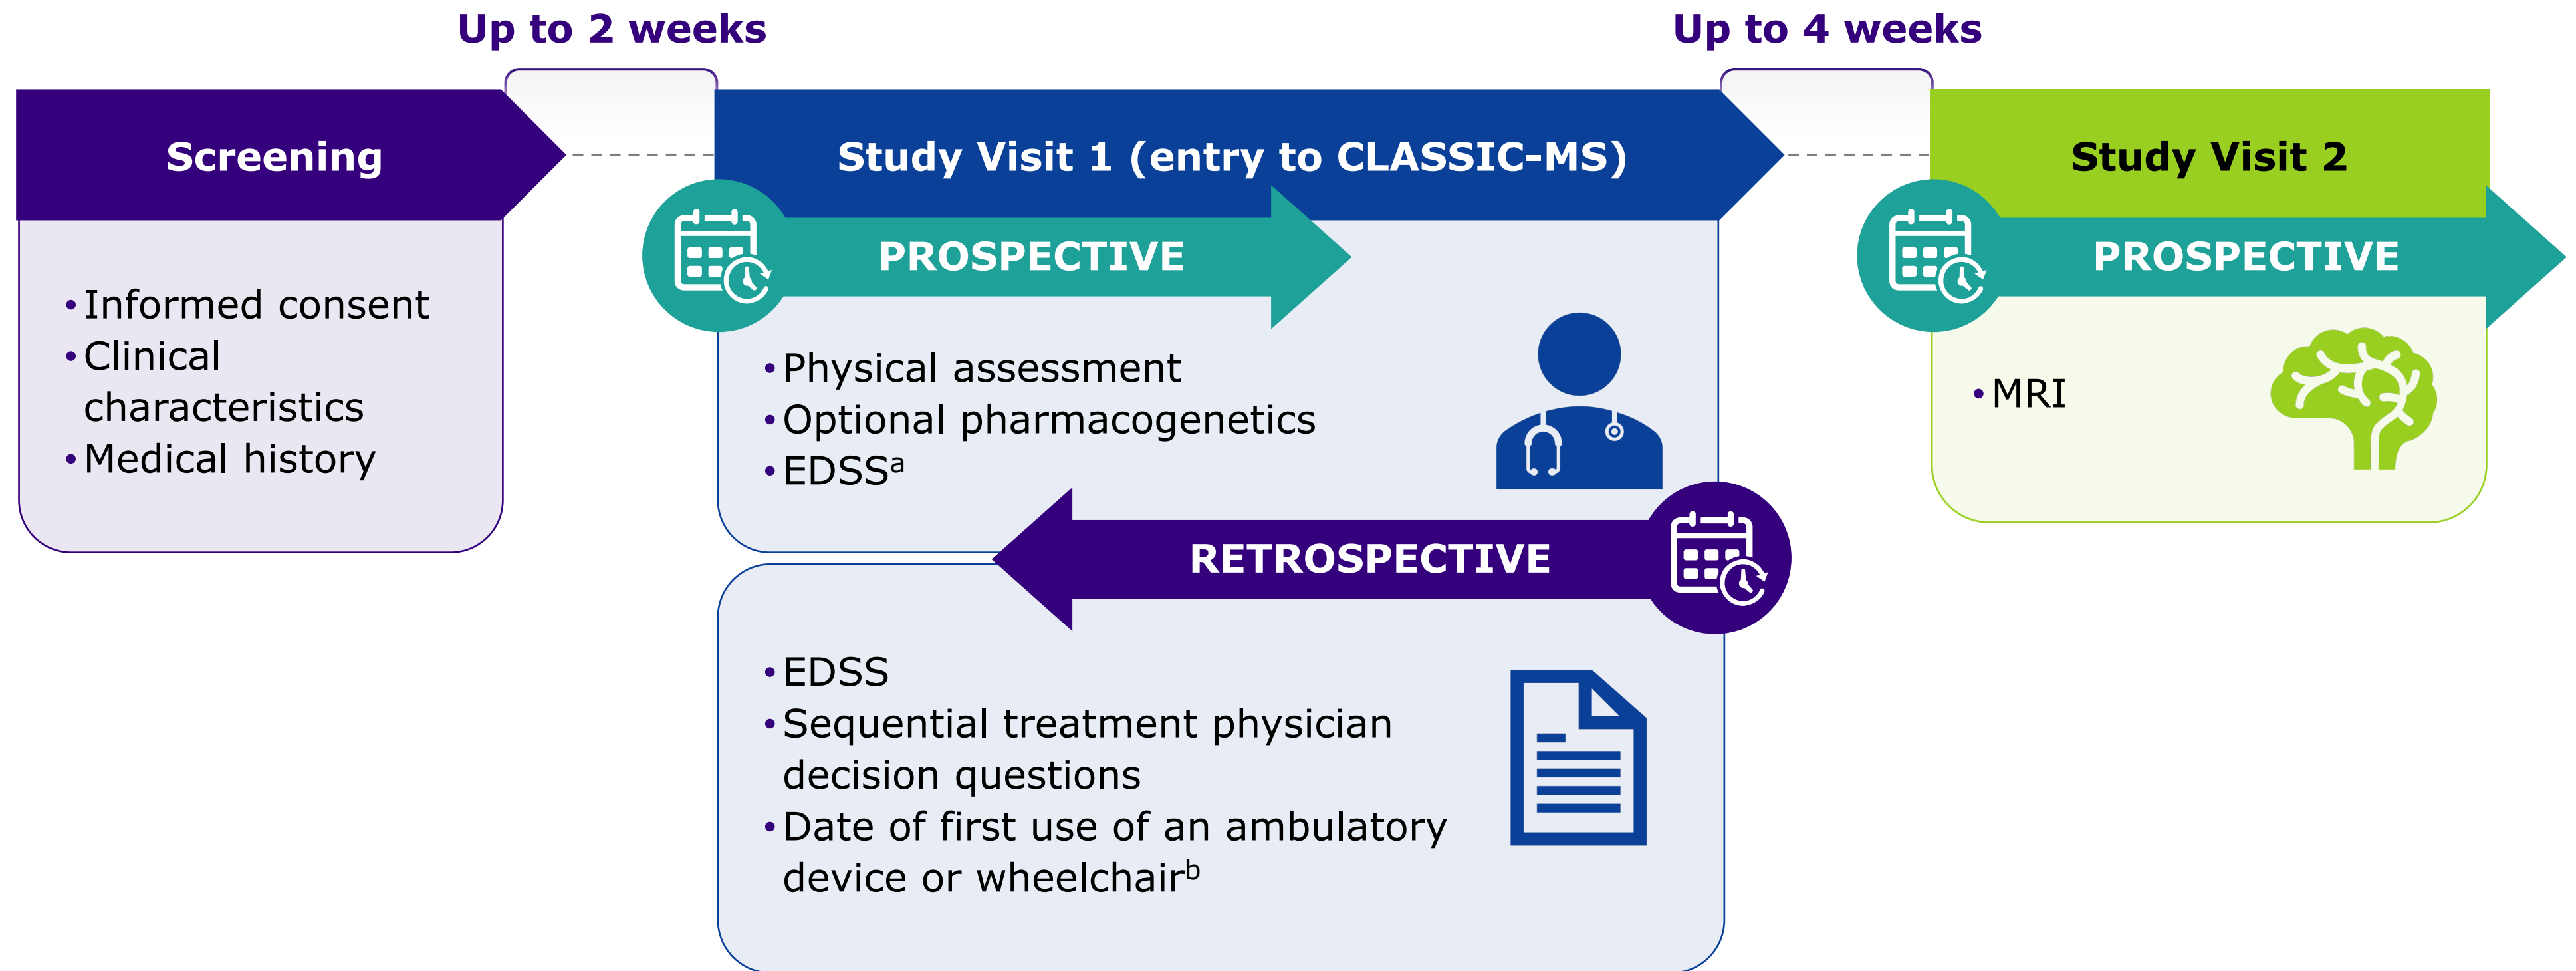 Up to 2 weeks
Up to 4 weeks
Screening
Study Visit 1 (entry to CLASSIC-MS)
Study Visit 2
• Informed consent
• Clinical
characteristics
• Medical history
PROSPECTIVE
• Physical assessment
• Optional pharmacogenetics
• EDSSᵃ
RETROSPECTIVE
• EDSS
• Sequential treatment physician
decision questions
• Date of first use of an ambulatory
device or wheelchairᵇ
PROSPECTIVE
• MRI